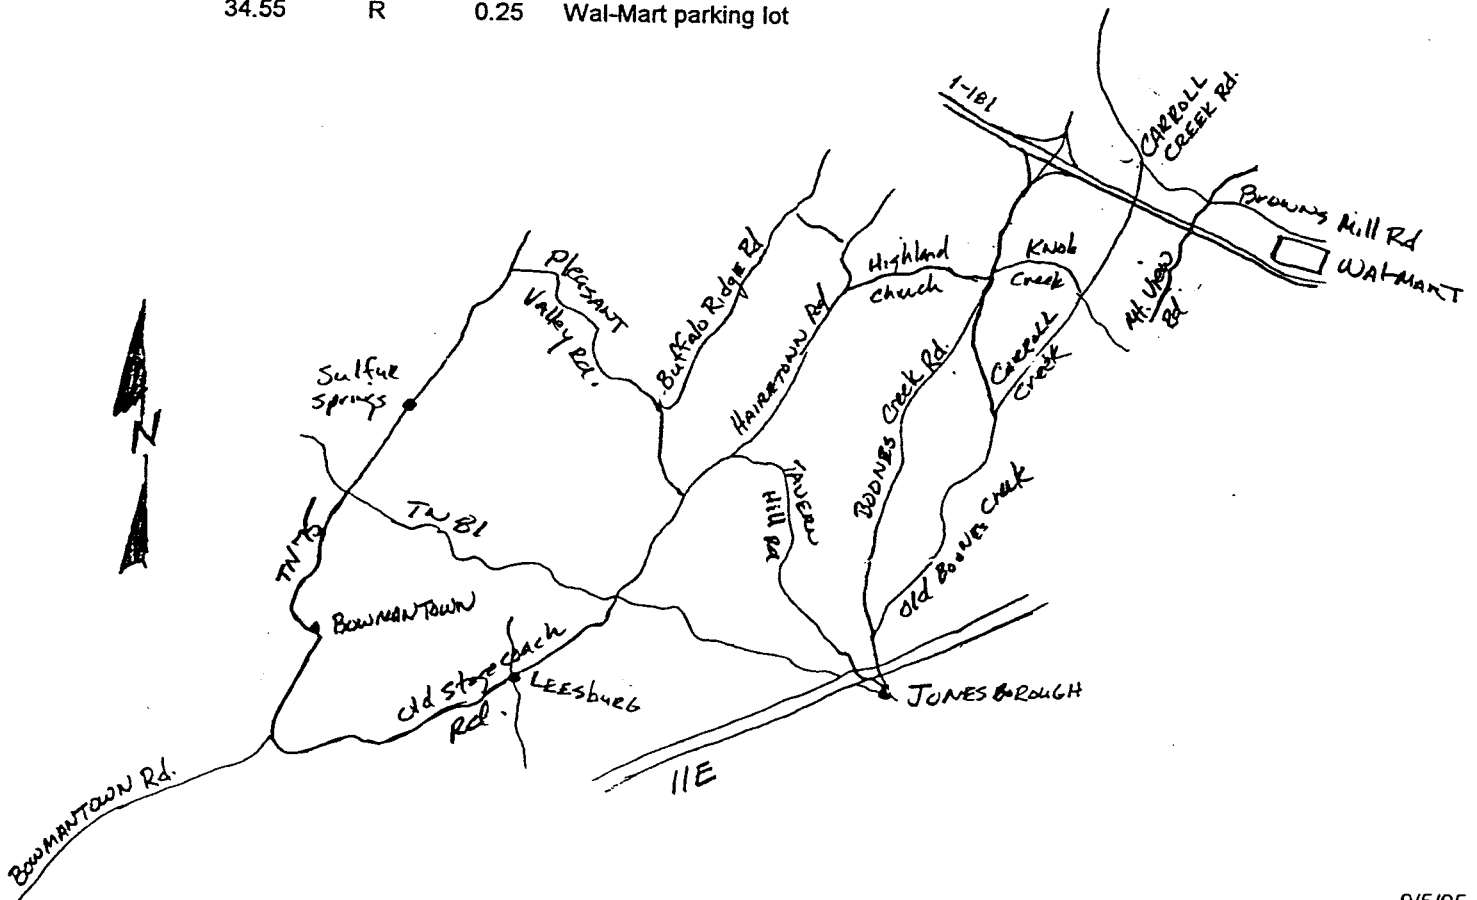 34.55 R 0.25 Wal-Mart parking lot
I-181
CARROLL
CREEK Rd.
Browns Mill Rd
WALMART
Mt. View
Rd
Highland
Church
Knob
Creek
Pleasant
Valley Rd.
Buffalo Ridge Rd
HAIRETOWN Rd
BOONES Creek Rd.
CARROLL
Creek
Sulfur
Springs
N
TN 81
TAVERN
Hill Rd
Old BOONES Creek
TN 75
BOWMANTOWN
Old Stage coach
Rd.
LEESburg
JONESBOROUGH
11E
BOWMANTOWN Rd.